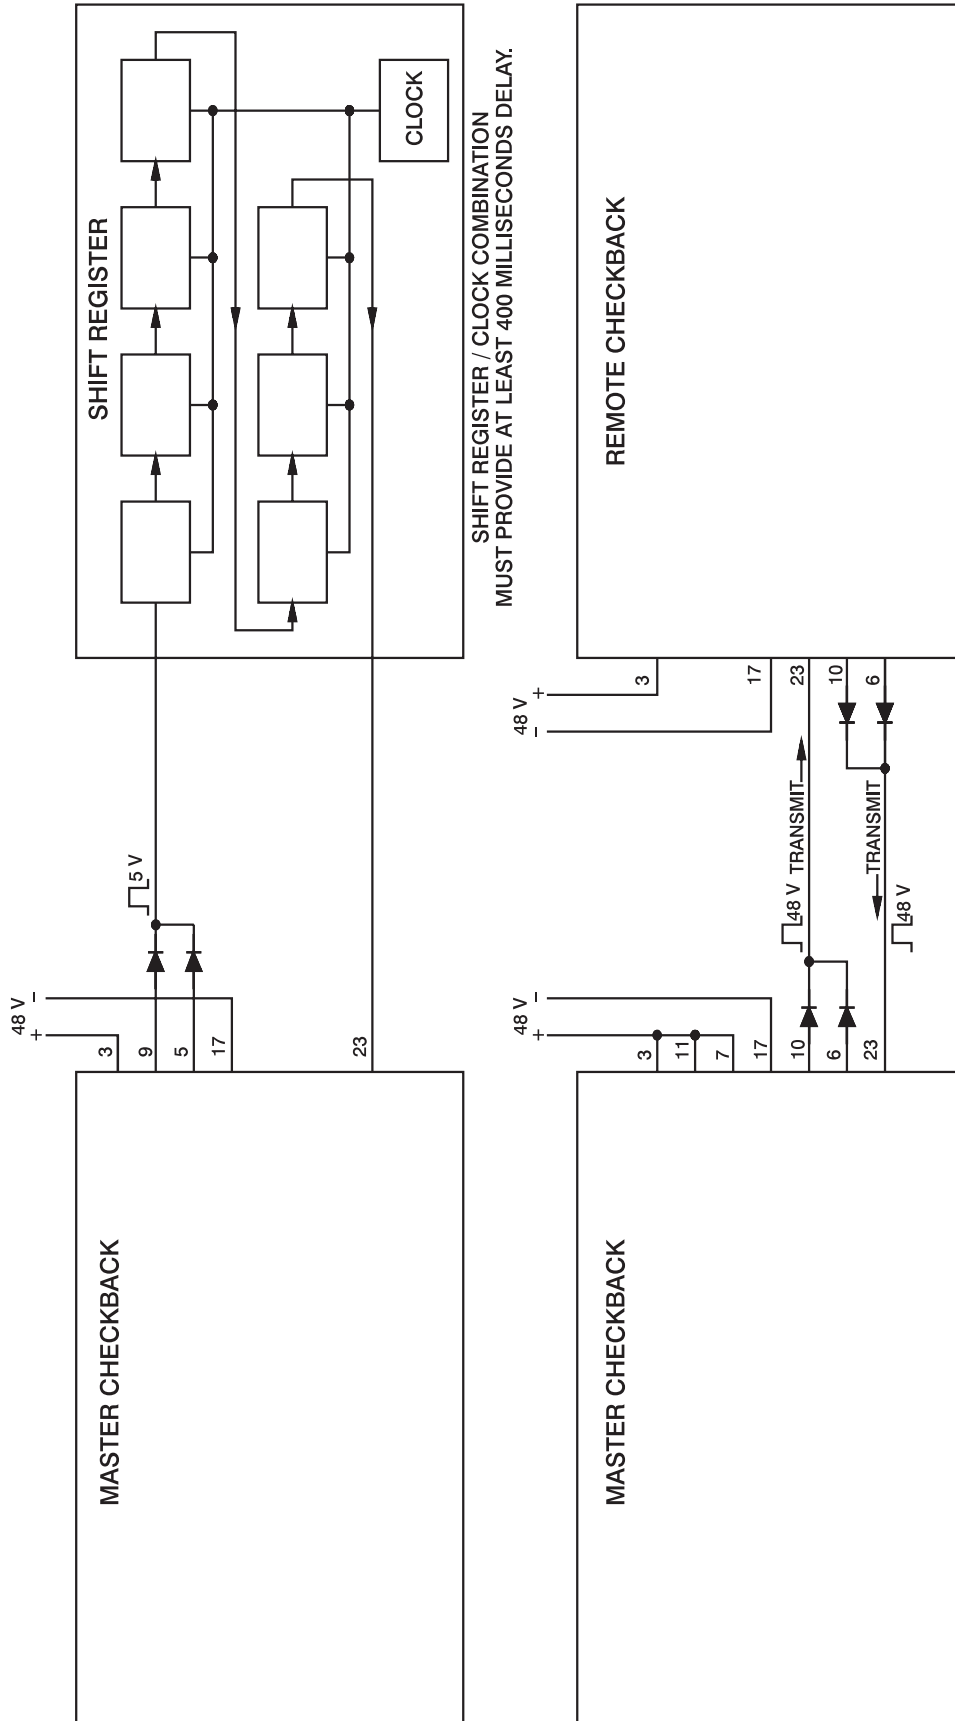 SHIFT REGISTER
CLOCK
SHIFT REGISTER / CLOCK COMBINATION
MUST PROVIDE AT LEAST 400 MILLISECONDS DELAY.
5 V
48 V
+
–
3
9
5
17
23
MASTER CHECKBACK
REMOTE CHECKBACK
48 V
+
–
3
17
23
10
6
TRANSMIT
48 V
TRANSMIT
48 V
48 V
+
–
3
11
7
17
10
6
23
MASTER CHECKBACK